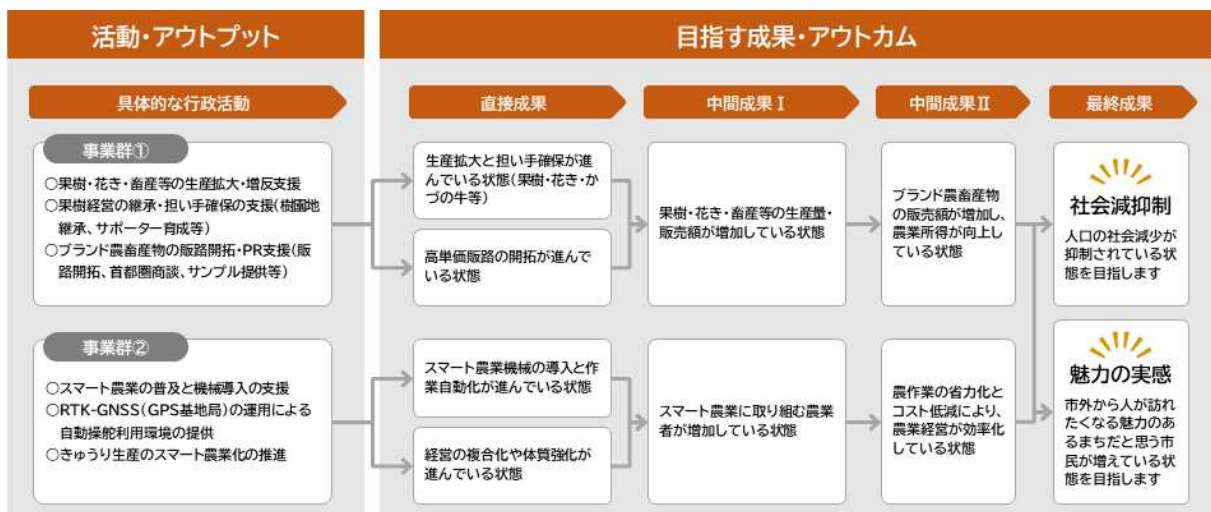 活動・アウトプット
目指す成果・アウトカム
具体的な行政活動
直接成果
中間成果Ⅰ
中間成果Ⅱ
最終成果
事業群①
○果樹・花き・畜産等の生産拡大・増反支援
○果樹経営の継承・担い手確保の支援(樹園地
継承、サポーター育成等)
○ブランド農畜産物の販路開拓・PR支援(販
路開拓、首都圏商談、サンプル提供等)
生産拡大と担い手確保が進
んでいる状態(果樹・花き・か
づの牛等)
高単価販路の開拓が進んで
いる状態
果樹・花き・畜産等の生産量・
販売額が増加している状態
ブランド農畜産物
の販売額が増加し、
農業所得が向上し
ている状態
社会減抑制
人口の社会減少が
抑制されている状
態を目指します
事業群②
○スマート農業の普及と機械導入の支援
○RTK-GNSS(GPS基地局)の運用による
自動操舵利用環境の提供
○きゅうり生産のスマート農業化の推進
スマート農業機械の導入と作
業自動化が進んでいる状態
経営の複合化や体質強化が
進んでいる状態
スマート農業に取り組む農業
者が増加している状態
農作業の省力化と
コスト低減により、
農業経営が効率化
している状態
魅力の実感
市外から人が訪れ
たくなる魅力のあ
るまちだと思う市
民が増えている状
態を目指します